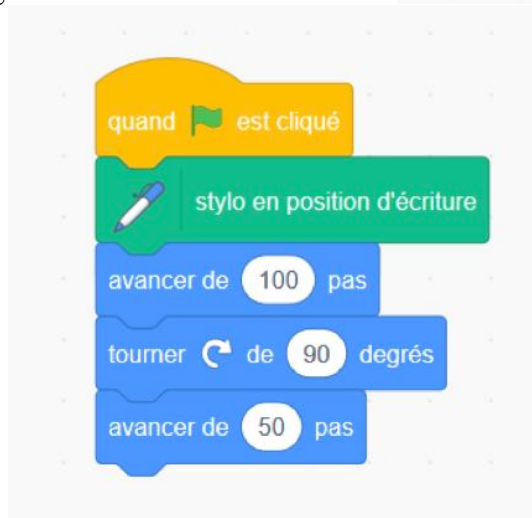 quand est cliqué
stylo en position d'écriture
avancer de 100 pas
tourner de 90 degrés
avancer de 50 pas